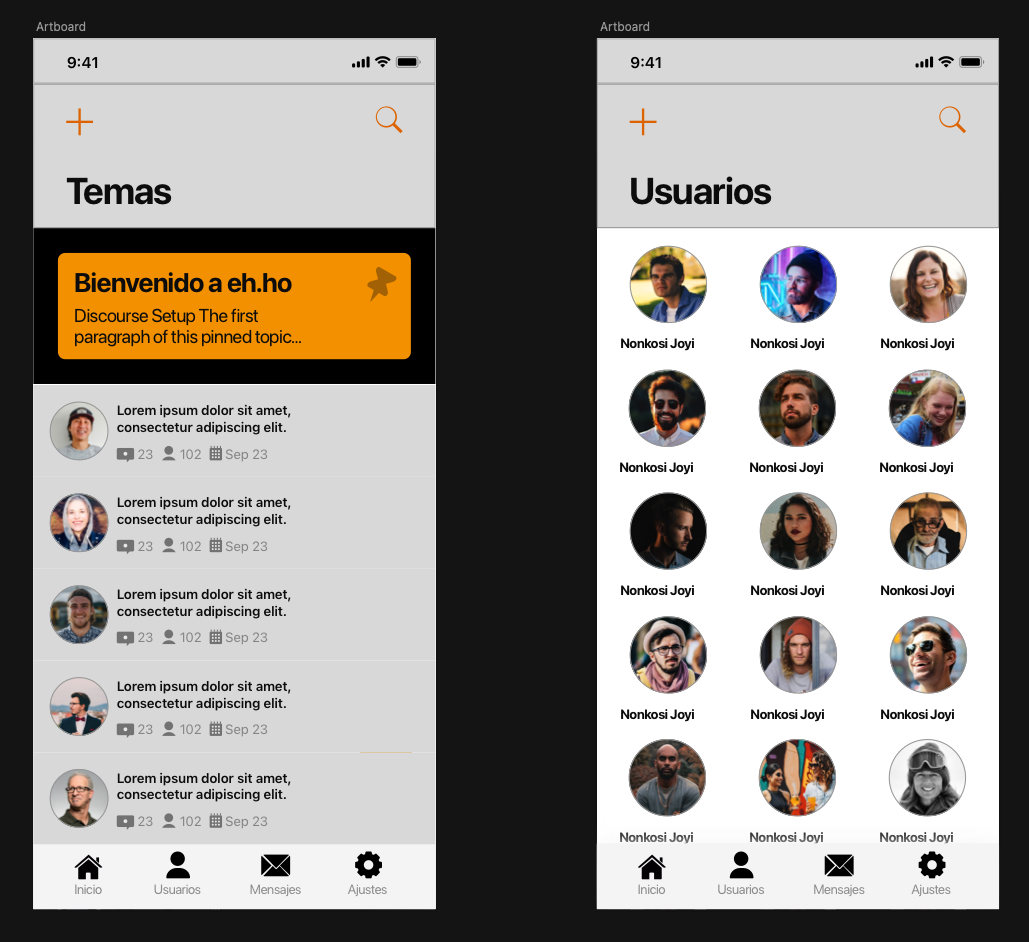 Artboard
9:41
Temas
Bienvenido a eh.ho
Discourse Setup The first
paragraph of this pinned topic...
Lorem ipsum dolor sit amet,
consectetur adipiscing elit.
23 102 Sep 23
Lorem ipsum dolor sit amet,
consectetur adipiscing elit.
23 102 Sep 23
Lorem ipsum dolor sit amet,
consectetur adipiscing elit.
23 102 Sep 23
Lorem ipsum dolor sit amet,
consectetur adipiscing elit.
23 102 Sep 23
Lorem ipsum dolor sit amet,
consectetur adipiscing elit.
23 102 Sep 23
Inicio Usuarios Mensajes Ajustes
Artboard
9:41
Usuarios
Nonkosi Joyi Nonkosi Joyi Nonkosi Joyi
Nonkosi Joyi Nonkosi Joyi Nonkosi Joyi
Nonkosi Joyi Nonkosi Joyi Nonkosi Joyi
Nonkosi Joyi Nonkosi Joyi Nonkosi Joyi
Nonkosi Joyi Nonkosi Joyi Nonkosi Joyi
Inicio Usuarios Mensajes Ajustes